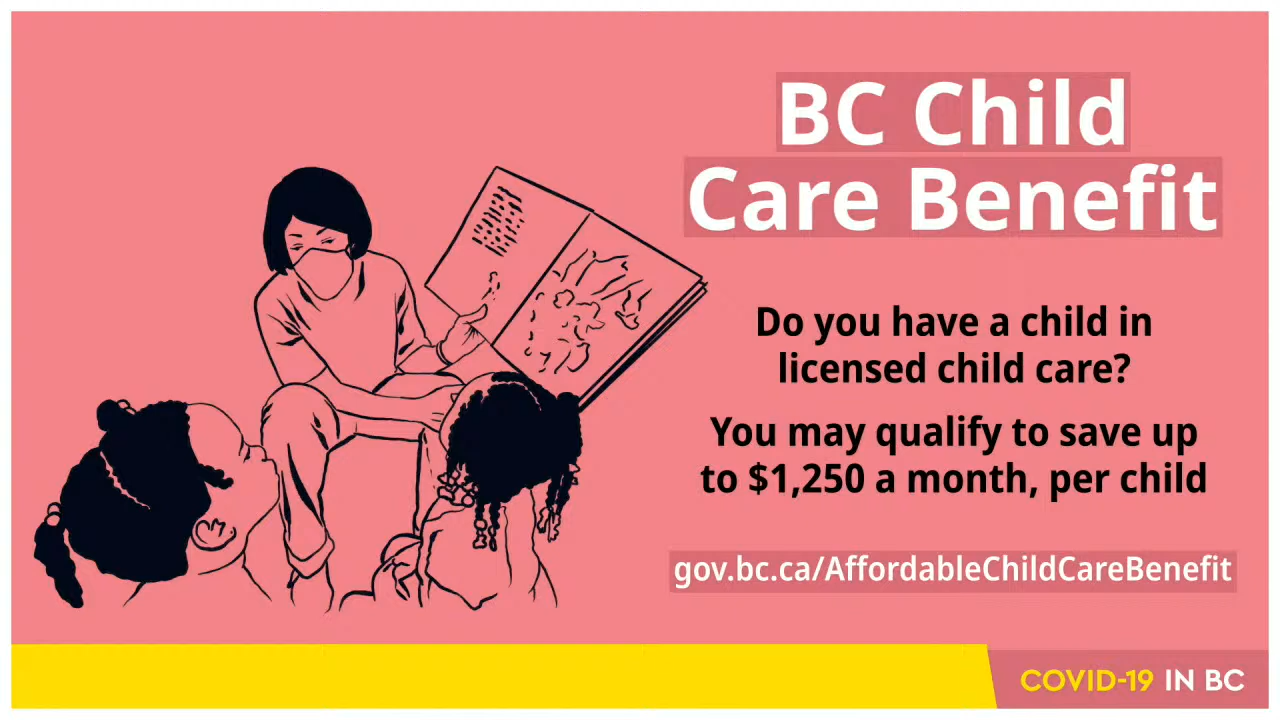 BC Child
Care Benefit
Do you have a child in
licensed child care?
You may qualify to save up
to $1,250 a month, per child
gov.bc.ca/AffordableChildCareBenefit
COVID-19 IN BC